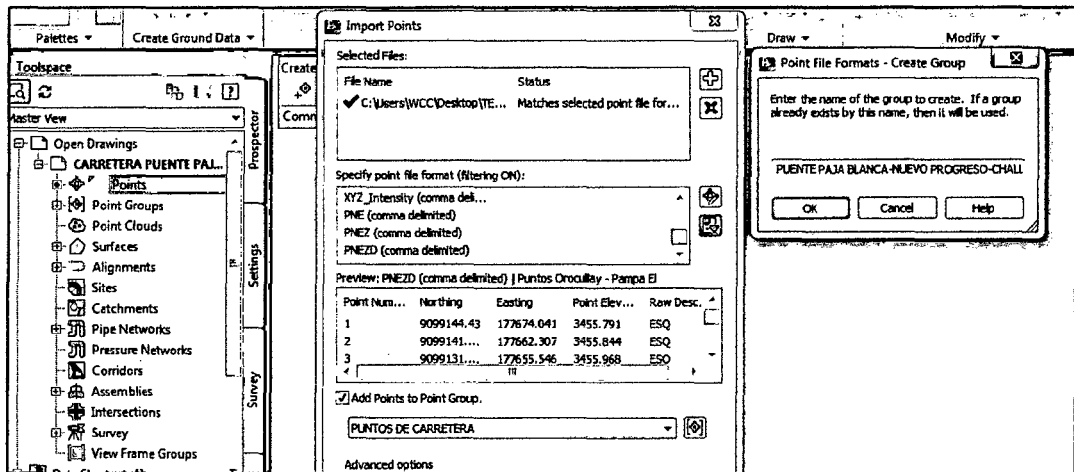 Palettes
Create Ground Data
Draw
Modify
Toolspace
Master View
Open Drawings
CARRETERA PUENTE PAJ...
Points
Point Groups
Point Clouds
Surfaces
Alignments
Sites
Catchments
Pipe Networks
Pressure Networks
Corridors
Assemblies
Intersections
Survey
View Frame Groups
Prospector
Settings
Survey
Create
Comm
Import Points
Selected Files:
File Name Status
C:\Users\WCC\Desktop\TE... Matches selected point file for...
Specify point file format (filtering ON):
XYZ_Intensity (comma deli...
PNE (comma delimited)
PNEZ (comma delimited)
PNEZD (comma delimited)
Preview: PNEZD (comma delimited) | Puntos Orocullay - Pampa El
Point Num... Northing Easting Point Elev... Raw Desc.
1 9099144.43 177674.041 3455.791 ESQ
2 9099141.... 177662.307 3455.844 ESQ
3 9099131.... 177655.546 3455.968 ESQ
Add Points to Point Group.
PUNTOS DE CARRETERA
Advanced options
Point File Formats - Create Group
Enter the name of the group to create. If a group
already exists by this name, then it will be used.
PUENTE PAJA BLANCA-NUEVO PROGRESO-CHALL
OK Cancel Help